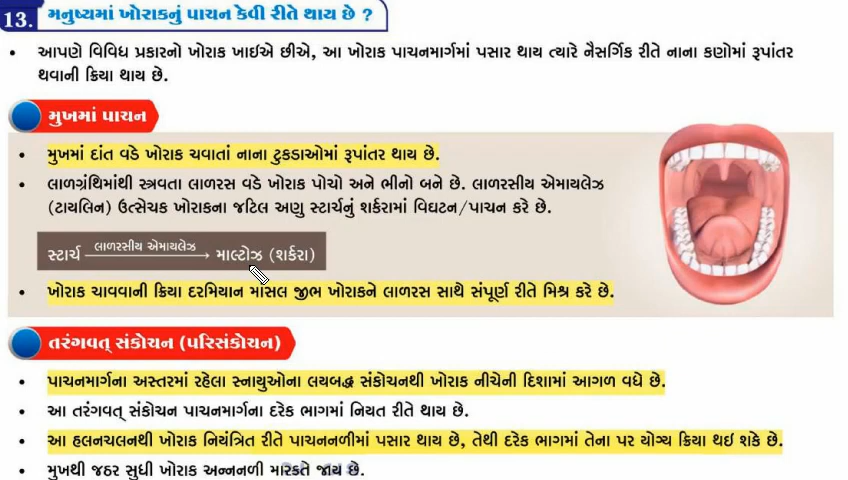 13. મનુષ્યમાં ખોરાકનું પાચન કેવી રીતે થાય છે ?
• આપણે વિવિધ પ્રકારનો ખોરાક ખાઈએ છીએ, આ ખોરાક પાચનમાર્ગમાં પસાર થાય ત્યારે નૈસર્ગિક રીતે નાના કણોમાં રૂપાંતર
થવાની ક્રિયા થાય છે.
મુખમાં પાચન
• મુખમાં દાંત વડે ખોરાક ચવાતાં નાના ટુકડાઓમાં રૂપાંતર થાય છે.
• લાળગ્રંથિમાંથી સ્ત્રવતા લાળરસ વડે ખોરાક પોચો અને ભીનો બને છે. લાળરસીય એમાયલેઝ
(ટાયલિન) ઉત્સેચક ખોરાકના જટિલ અણુ સ્ટાર્ચનું શર્કરામાં વિઘટન/પાચન કરે છે.
સ્ટાર્ચ લાળરસીય એમાયલેઝ → માલ્ટોઝ (શર્કરા)
• ખોરાક ચાવવાની ક્રિયા દરમિયાન માંસલ જીભ ખોરાકને લાળરસ સાથે સંપૂર્ણ રીતે મિશ્ર કરે છે.
તરંગવત્ સંકોચન (પરિસંકોચન)
• પાચનમાર્ગના અસ્તરમાં રહેલા સ્નાયુઓના લયબદ્ધ સંકોચનથી ખોરાક નીચેની દિશામાં આગળ વધે છે.
• આ તરંગવત્ સંકોચન પાચનમાર્ગના દરેક ભાગમાં નિયત રીતે થાય છે.
• આ હલનચલનથી ખોરાક નિયંત્રિત રીતે પાચનનળીમાં પસાર થાય છે, તેથી દરેક ભાગમાં તેના પર યોગ્ય ક્રિયા થઈ શકે છે.
• મુખથી જઠર સુધી ખોરાક અન્નનળી મારફતે જાય છે.